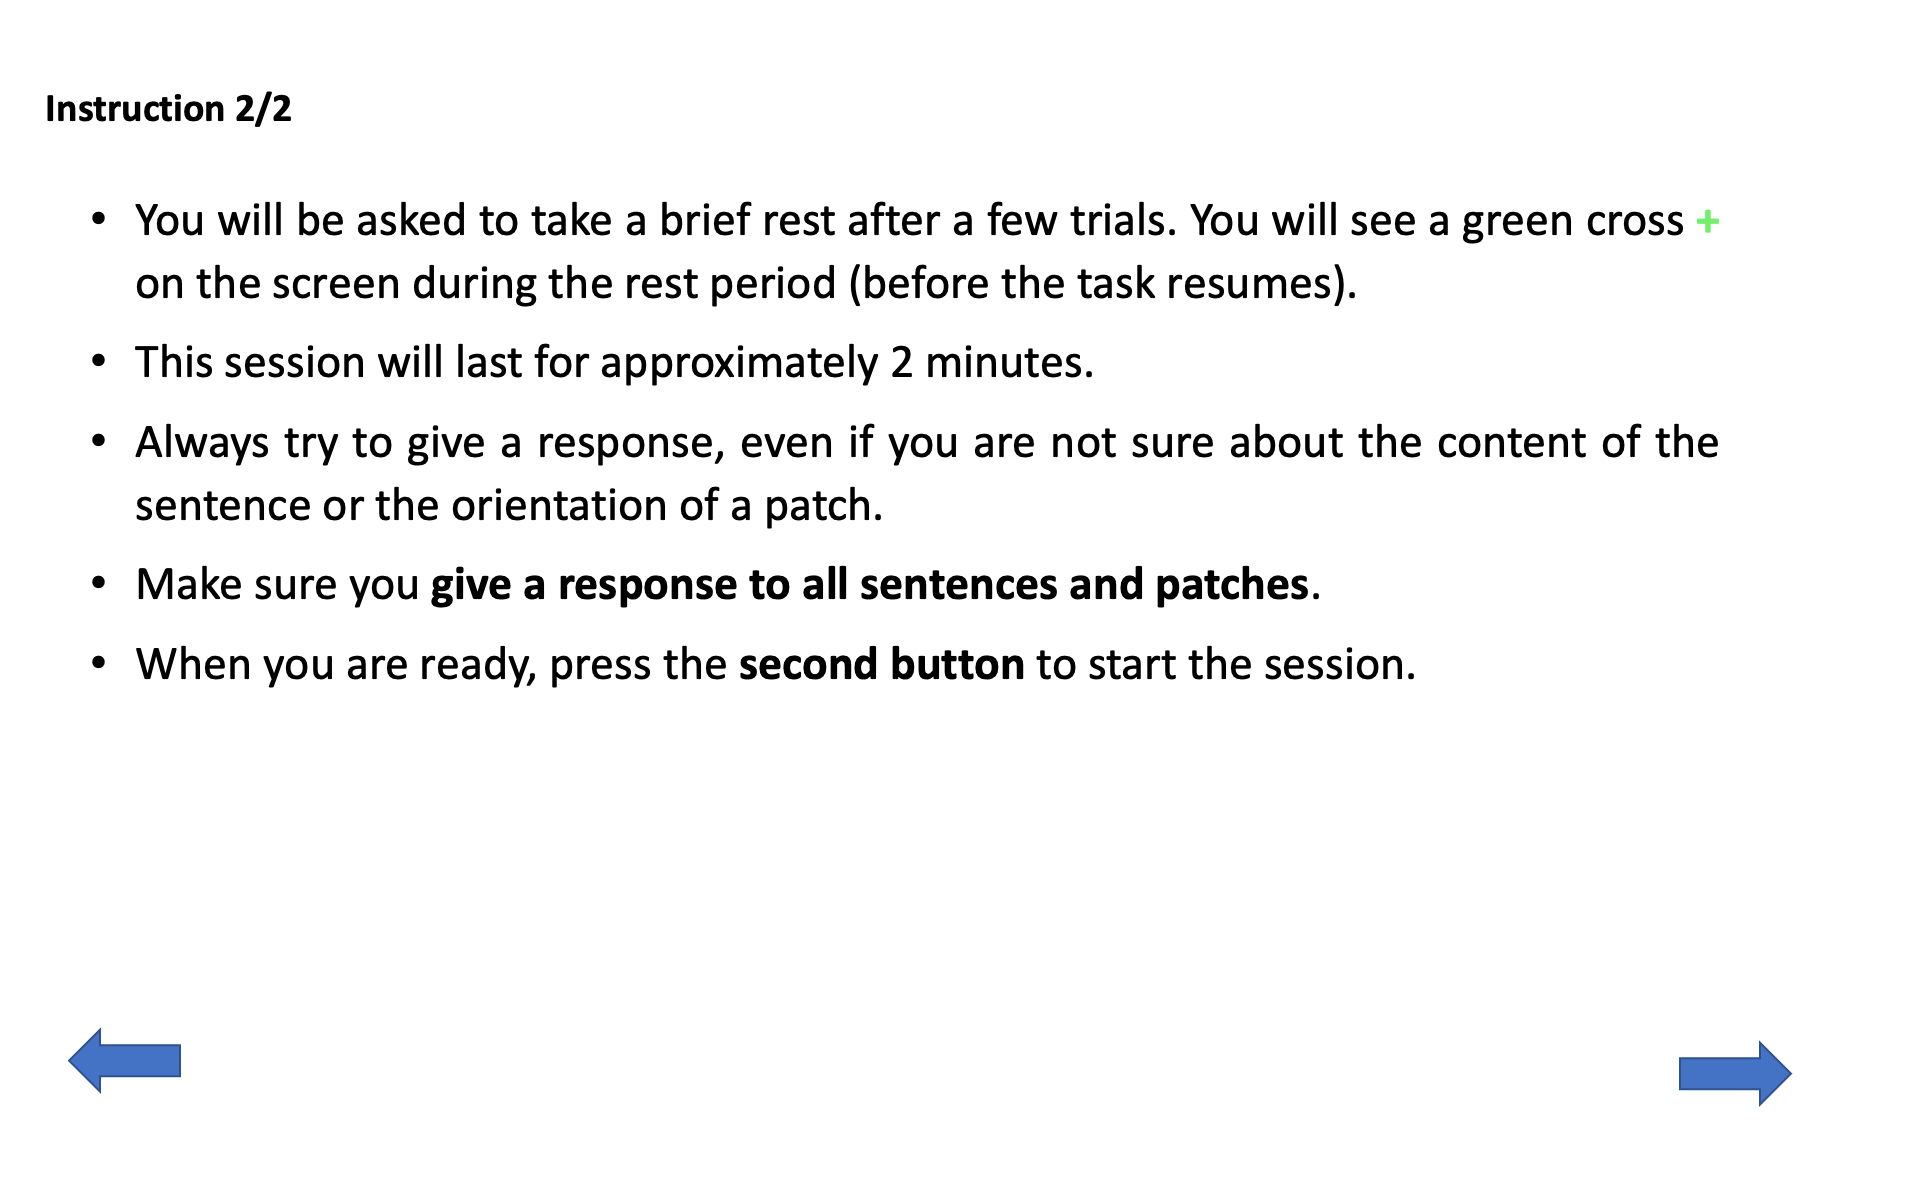 Instruction 2/2
• You will be asked to take a brief rest after a few trials. You will see a green cross +
on the screen during the rest period (before the task resumes).
• This session will last for approximately 2 minutes.
• Always try to give a response, even if you are not sure about the content of the
sentence or the orientation of a patch.
• Make sure you give a response to all sentences and patches.
• When you are ready, press the second button to start the session.